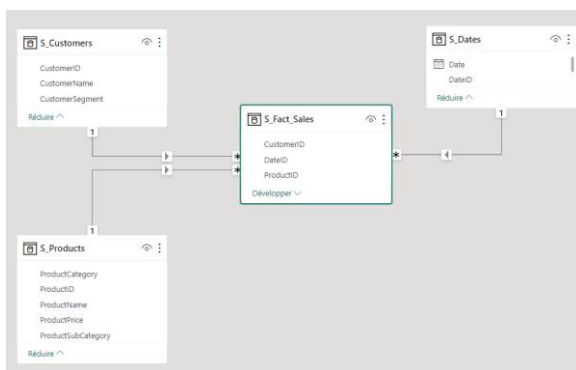 S_Customers
CustomerID
CustomerName
CustomerSegment
Réduire
1
S_Dates
Date
DateID
Réduire
1
S_Fact_Sales
CustomerID
DateID
ProductID
Développer
*
*
*
1
S_Products
ProductCategory
ProductID
ProductName
ProductPrice
ProductSubCategory
Réduire